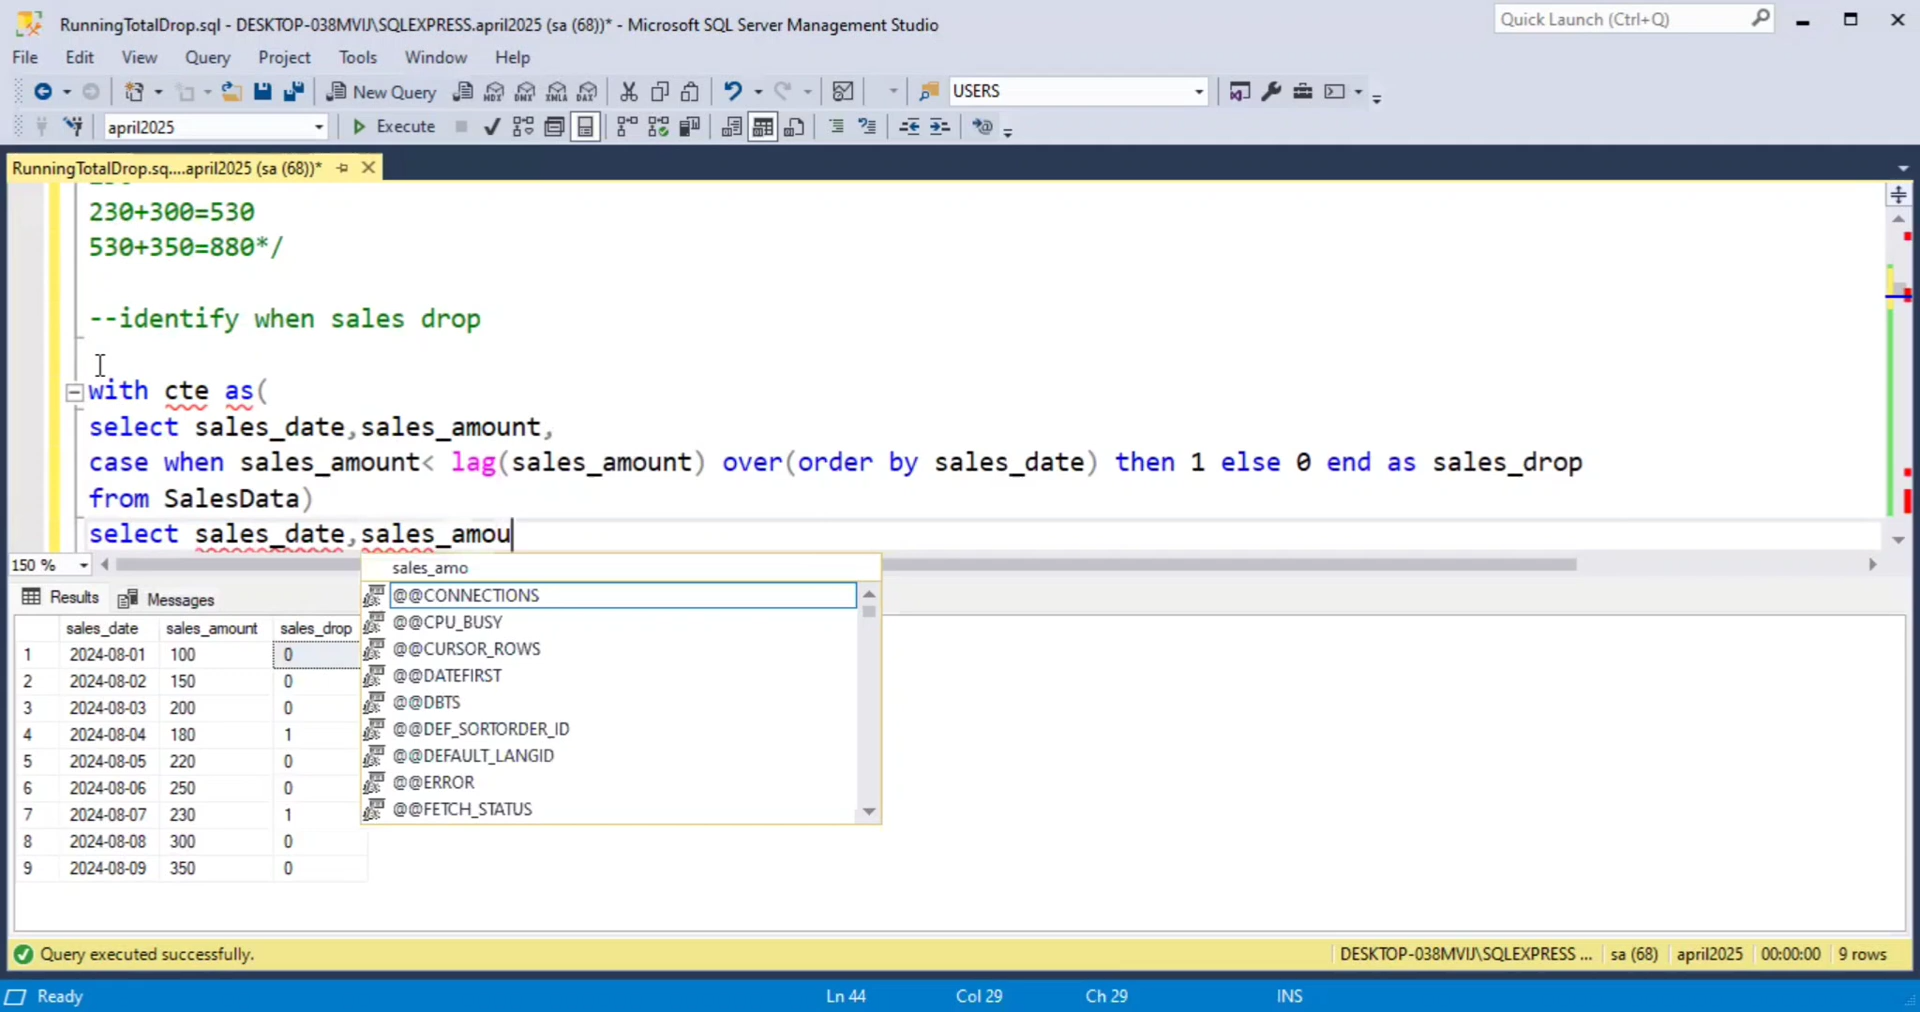 RunningTotalDrop.sql - DESKTOP-038MVIJ\SQLEXPRESS.april2025 (sa (68))* - Microsoft SQL Server Management Studio
Quick Launch (Ctrl+Q)
File Edit View Query Project Tools Window Help
New Query
MDX DMX XMLA DAX
USERS
april2025
Execute
RunningTotalDrop.sq....april2025 (sa (68))*
230+300=530
530+350=880*/
--identify when sales drop
with cte as(
select sales_date,sales_amount,
case when sales_amount< lag(sales_amount) over(order by sales_date) then 1 else 0 end as sales_drop
from SalesData)
select sales_date,sales_amou
150 %
sales_amo
@@CONNECTIONS
@@CPU_BUSY
@@CURSOR_ROWS
@@DATEFIRST
@@DBTS
@@DEF_SORTORDER_ID
@@DEFAULT_LANGID
@@ERROR
@@FETCH_STATUS
Results Messages
sales_date sales_amount sales_drop
1 2024-08-01 100 0
2 2024-08-02 150 0
3 2024-08-03 200 0
4 2024-08-04 180 1
5 2024-08-05 220 0
6 2024-08-06 250 0
7 2024-08-07 230 1
8 2024-08-08 300 0
9 2024-08-09 350 0
Query executed successfully.
DESKTOP-038MVIJ\SQLEXPRESS ... sa (68) april2025 00:00:00 9 rows
Ready Ln 44 Col 29 Ch 29 INS